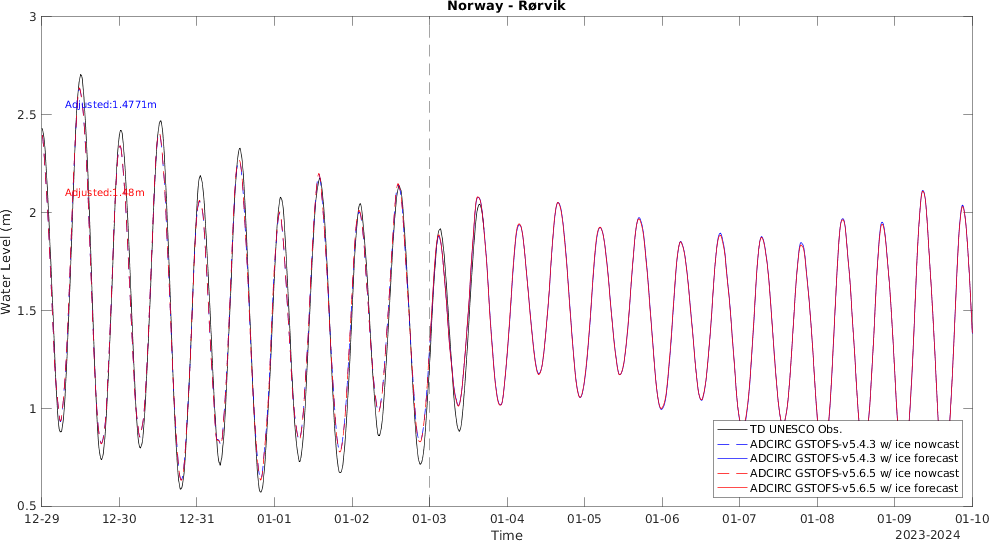 Norway - Rørvik
3
2.5
2
1.5
1
0.5
Water Level (m)
Adjusted:1.4771m
Adjusted:1.48m
TD UNESCO Obs.
ADCIRC GSTOFS-v5.4.3 w/ ice nowcast
ADCIRC GSTOFS-v5.4.3 w/ ice forecast
ADCIRC GSTOFS-v5.6.5 w/ ice nowcast
ADCIRC GSTOFS-v5.6.5 w/ ice forecast
12-29 12-30 12-31 01-01 01-02 01-03 01-04 01-05 01-06 01-07 01-08 01-09 01-10
Time
2023-2024